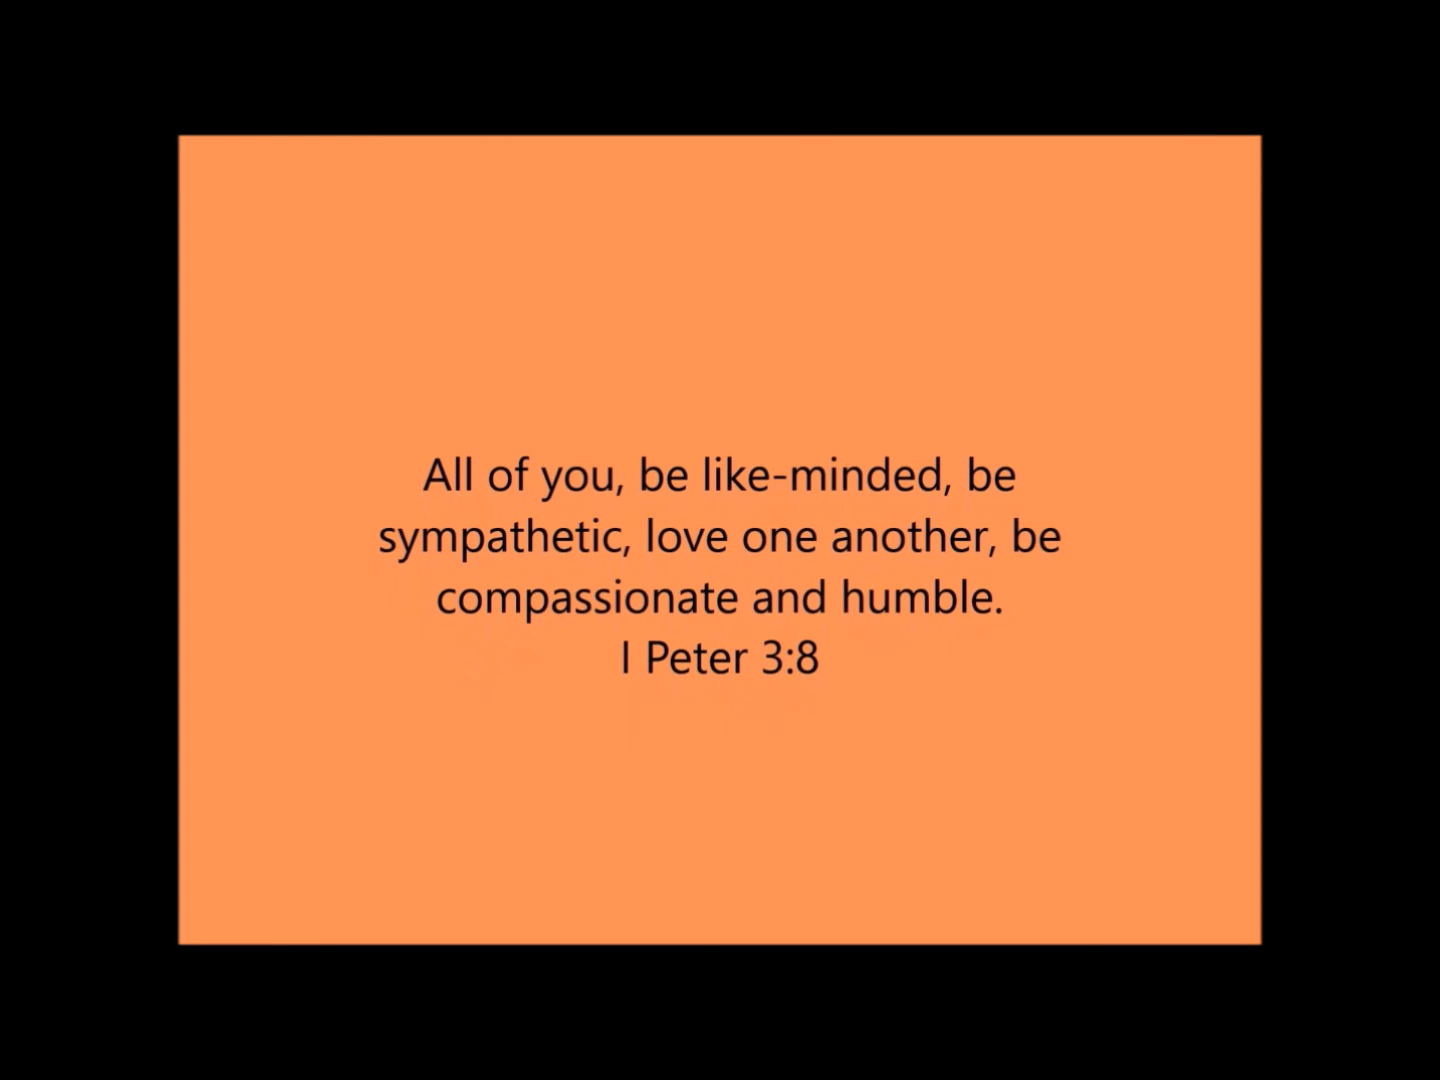 All of you, be like-minded, be
sympathetic, love one another, be
compassionate and humble.
I Peter 3:8